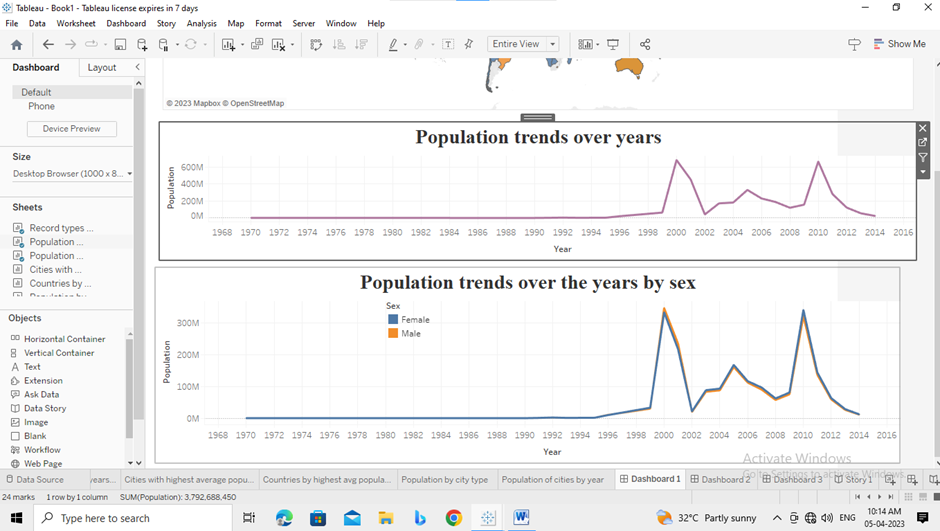 Tableau - Book1 - Tableau license expires in 7 days
File Data Worksheet Dashboard Story Analysis Map Format Server Window Help
Entire View
Show Me
Dashboard Layout
Default
Phone
Device Preview
Size
Desktop Browser (1000 x 8...
Sheets
Record types ...
Population ...
Population ...
Cities with ...
Countries by ...
Objects
Horizontal Container
Vertical Container
Text
Extension
Ask Data
Data Story
Image
Blank
Workflow
Web Page
© 2023 Mapbox © OpenStreetMap
Population trends over years
Population
600M
400M
200M
0M
1968 1970 1972 1974 1976 1978 1980 1982 1984 1986 1988 1990 1992 1994 1996 1998 2000 2002 2004 2006 2008 2010 2012 2014 2016
Year
Population trends over the years by sex
Sex
Female
Male
Population
300M
200M
100M
0M
1968 1970 1972 1974 1976 1978 1980 1982 1984 1986 1988 1990 1992 1994 1996 1998 2000 2002 2004 2006 2008 2010 2012 2014 2016
Year
Activate Windows
Go to Settings to activate Windows.
Data Source years... Cities with highest average popu... Countries by highest avg popula... Population by city type Population of cities by year Dashboard 1 Dashboard 2 Dashboard 3 Story 1
24 marks 1 row by 1 column SUM(Population): 3,792,688,450
Type here to search
32°C Partly sunny
ENG
10:14 AM
05-04-2023